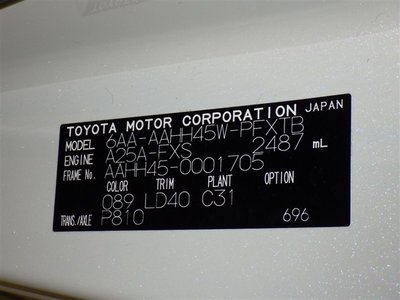 TOYOTA MOTOR CORPORATION JAPAN
MODEL 6AA-AAHH45W-PFXTB
ENGINE A25A-FXS 2487 mL
FRAME No. AAHH45-0001705
COLOR TRIM PLANT OPTION
089 LD40 C31
TRANS./AXLE P810 696